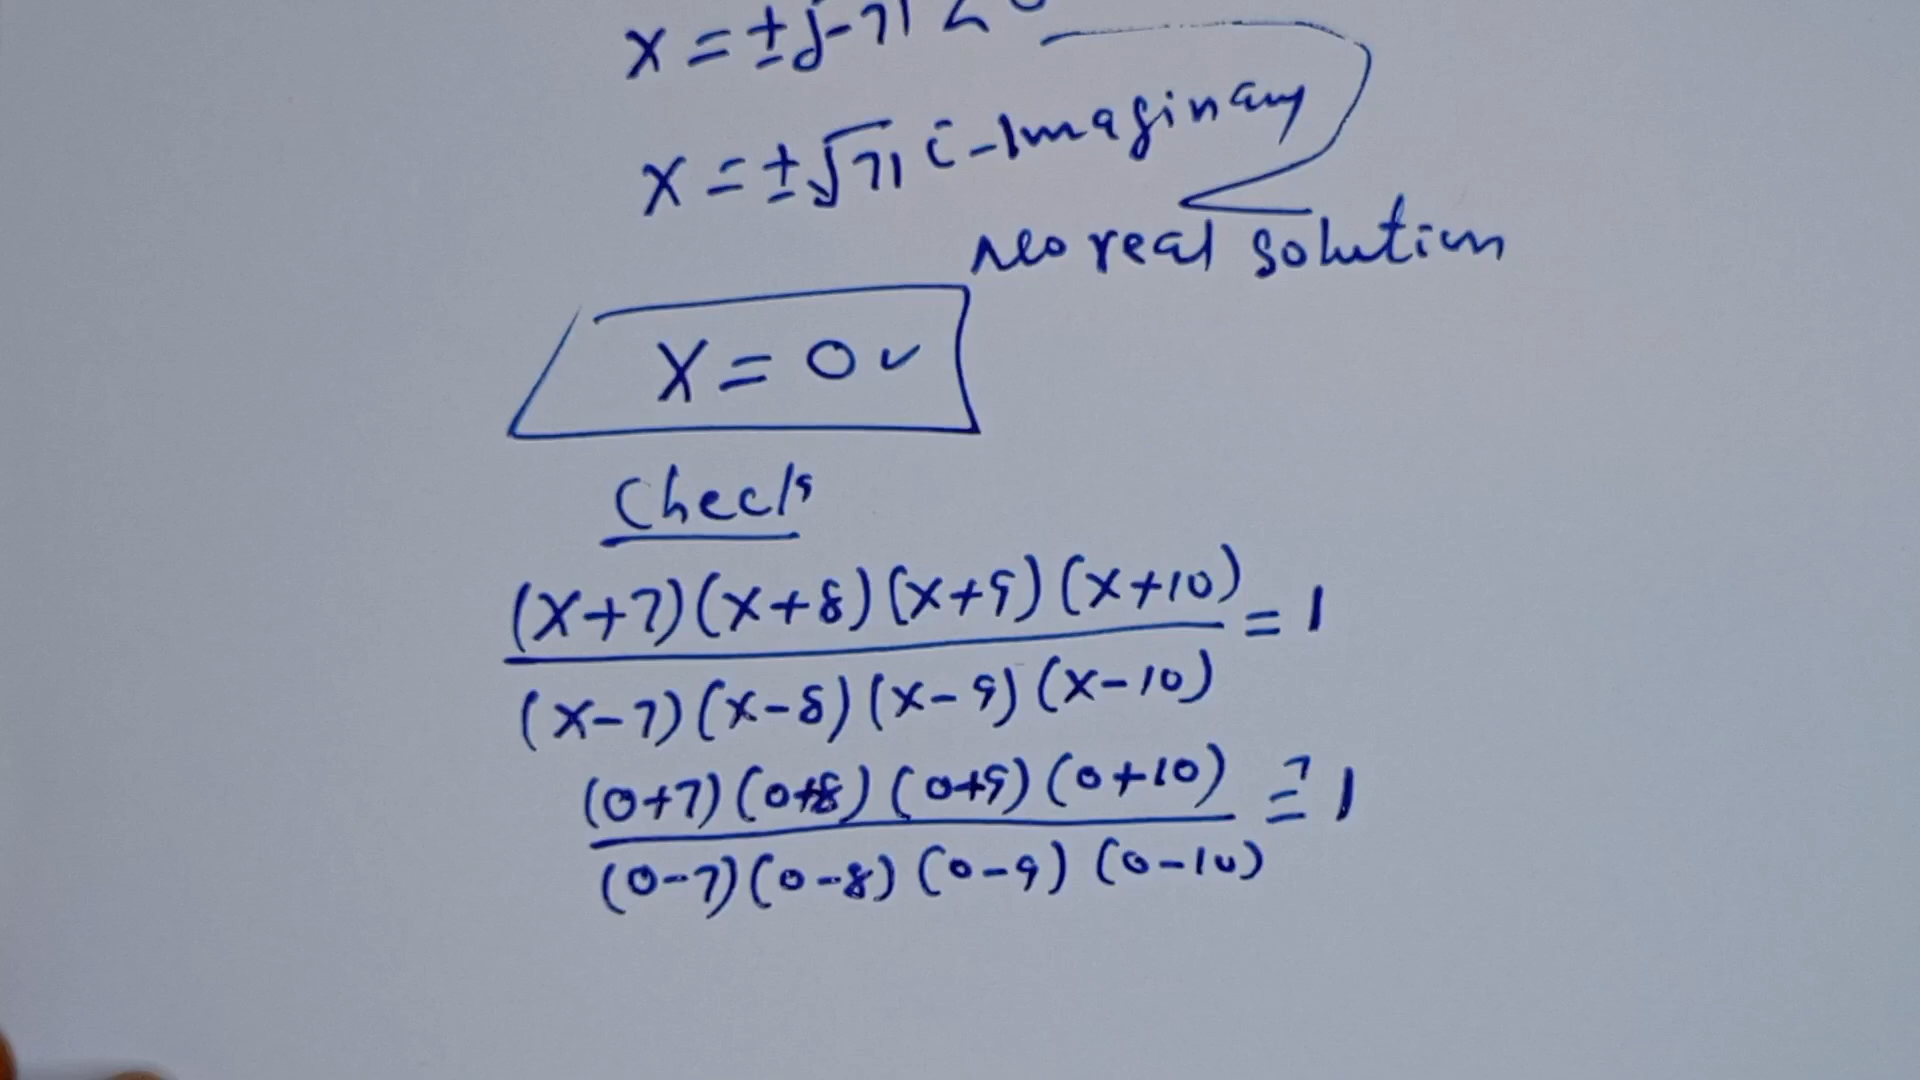 x = ±√-71 < 0
x = ±√71 i - Imaginary
No real solution
x = 0 ✓
Check
(x+7)(x+8)(x+9)(x+10) = 1
(x-7)(x-8)(x-9)(x-10)
(0+7)(0+8)(0+9)(0+10) ≟ 1
(0-7)(0-8)(0-9)(0-10)